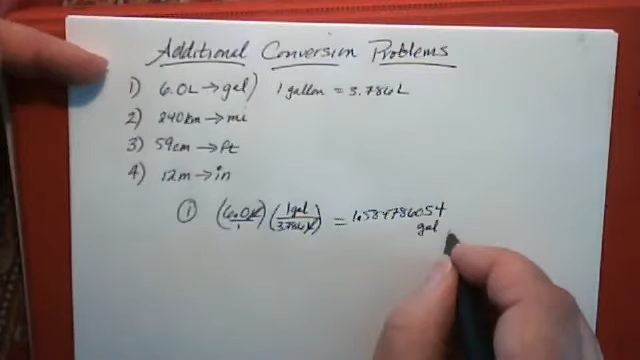 Additional Conversion Problems
1) 6.0L → gal) 1 gallon = 3.786L
2) 240km → mi
3) 59cm → ft
4) 12m → in
① (6.0L/1) (1gal/3.786L) = 1.584786054
gal